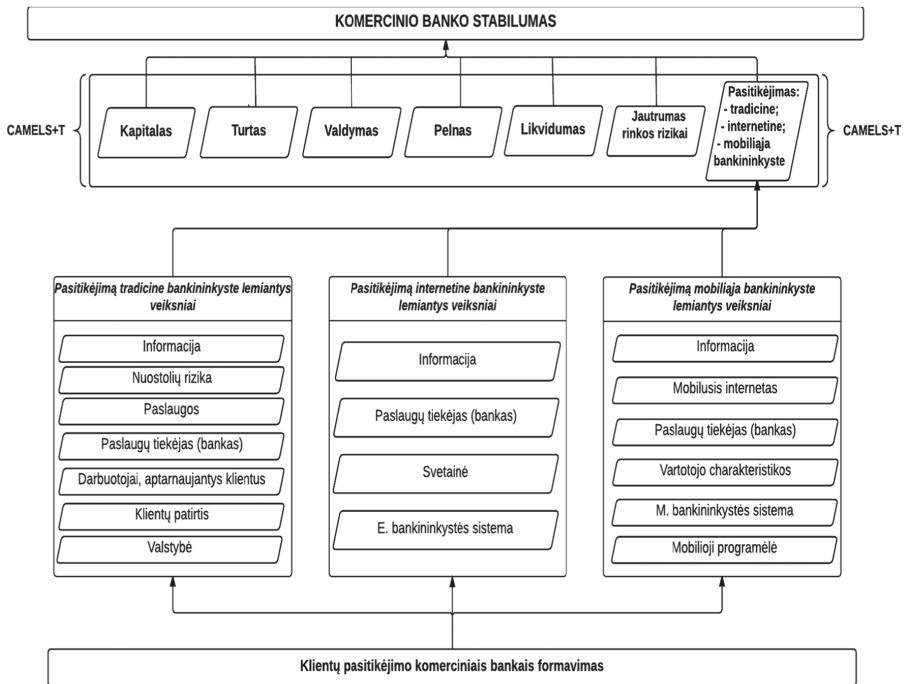 KOMERCINIO BANKO STABILUMAS
CAMELS+T
Kapitalas
Turtas
Valdymas
Pelnas
Likvidumas
Jautrumas
rinkos rizikai
Pasitikėjimas:
- tradicine;
- internetine;
- mobiliąja
bankininkyste
CAMELS+T
Pasitikėjimą tradicine bankininkyste lemiantys
veiksniai
Informacija
Nuostolių rizika
Paslaugos
Paslaugų tiekėjas (bankas)
Darbuotojai, aptarnaujantys klientus
Klientų patirtis
Valstybė
Pasitikėjimą internetine bankininkyste
lemiantys veiksniai
Informacija
Paslaugų tiekėjas (bankas)
Svetainė
E. bankininkystės sistema
Pasitikėjimą mobiliąja bankininkyste
lemiantys veiksniai
Informacija
Mobilusis internetas
Paslaugų tiekėjas (bankas)
Vartotojo charakteristikos
M. bankininkystės sistema
Mobilioji programėlė
Klientų pasitikėjimo komerciniais bankais formavimas